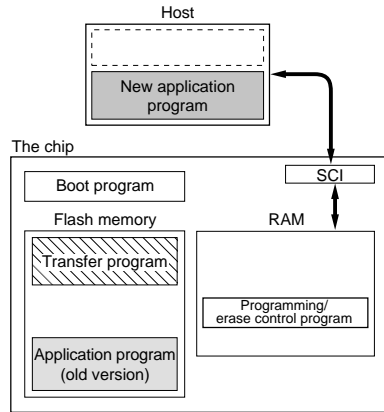 Host
New application
program
The chip
SCI
Boot program
Flash memory
RAM
Transfer program
Programming/
erase control program
Application program
(old version)